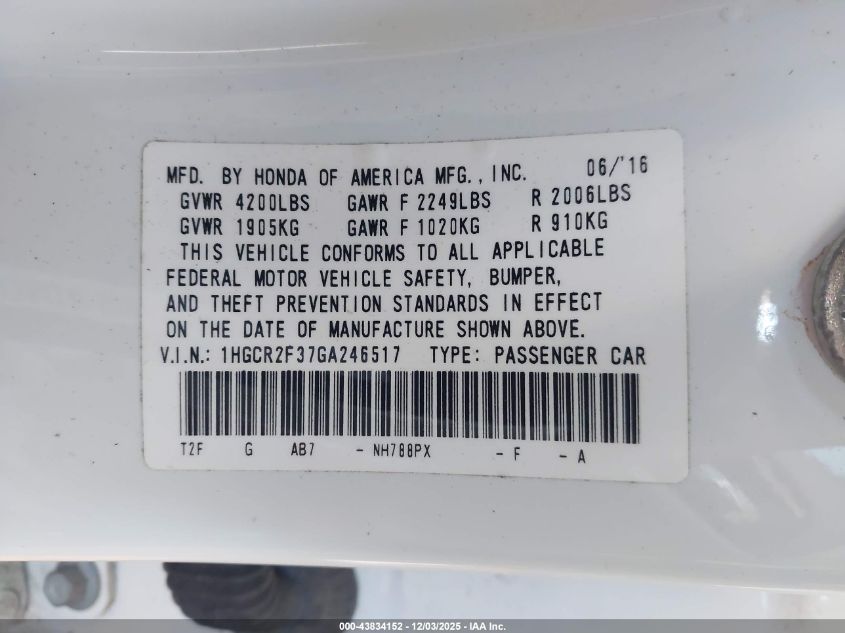 MFD. BY HONDA OF AMERICA MFG., INC. 06/'16
GVWR 4200LBS GAWR F 2249LBS R 2006LBS
GVWR 1905KG GAWR F 1020KG R 910KG
THIS VEHICLE CONFORMS TO ALL APPLICABLE
FEDERAL MOTOR VEHICLE SAFETY, BUMPER,
AND THEFT PREVENTION STANDARDS IN EFFECT
ON THE DATE OF MANUFACTURE SHOWN ABOVE.
V.I.N.: 1HGCR2F37GA246517 TYPE: PASSENGER CAR
T2F G AB7 - NH788PX - F - A
000-43834152 - 12/03/2025 - IAA Inc.